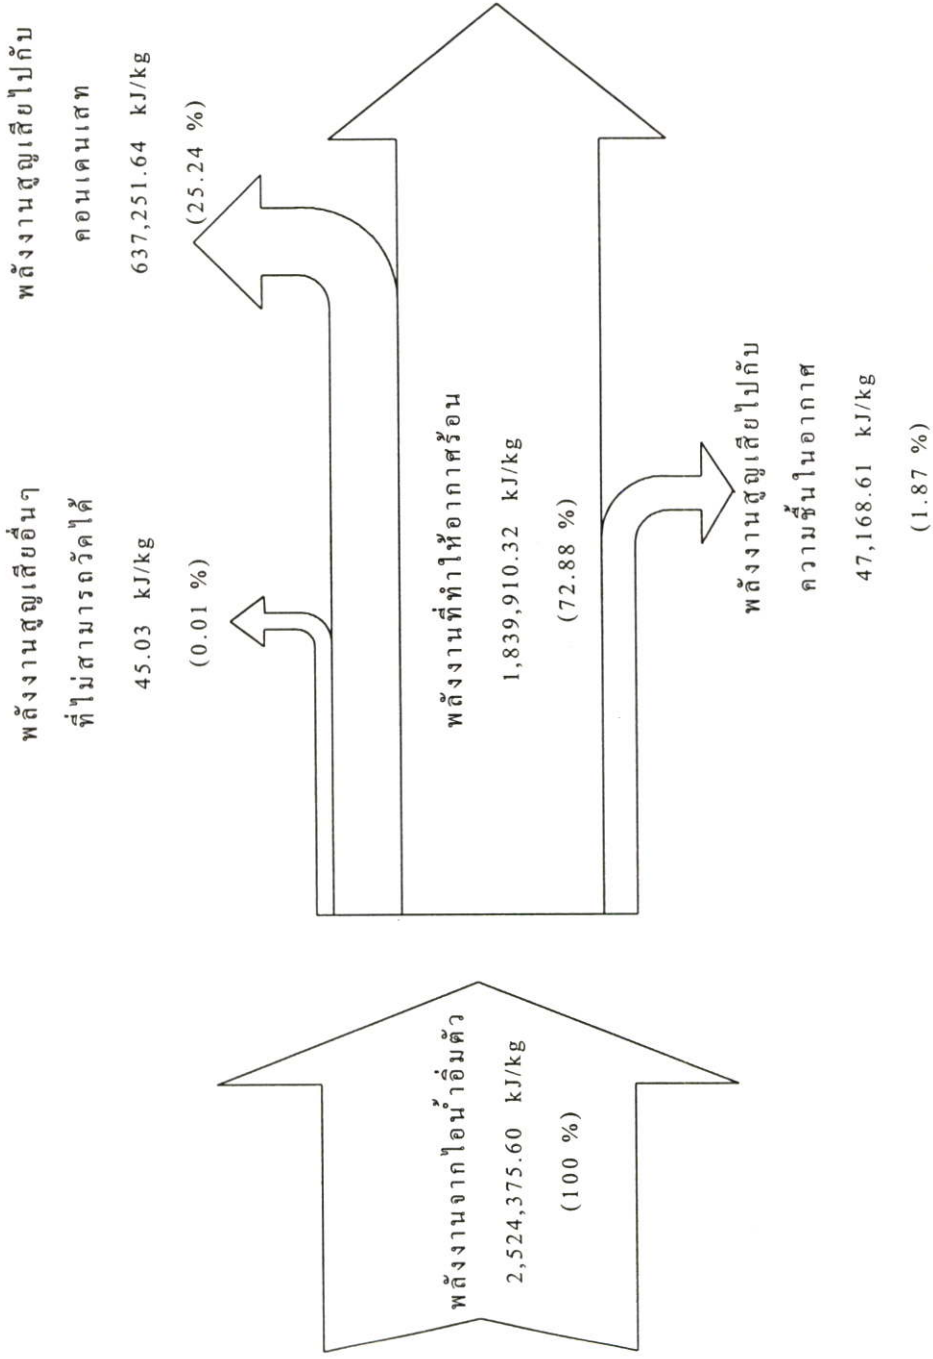 พลังงานจากไอน้ำอิ่มตัว
2,524,375.60 kJ/kg
(100 %)
พลังงานสูญเสียอื่นๆ
ที่ไม่สามารถวัดได้
45.03 kJ/kg
(0.01 %)
พลังงานสูญเสียไปกับ
คอนเดนเสท
637,251.64 kJ/kg
(25.24 %)
พลังงานที่ทำให้อากาศร้อน
1,839,910.32 kJ/kg
(72.88 %)
พลังงานสูญเสียไปกับ
ความชื้นในอากาศ
47,168.61 kJ/kg
(1.87 %)